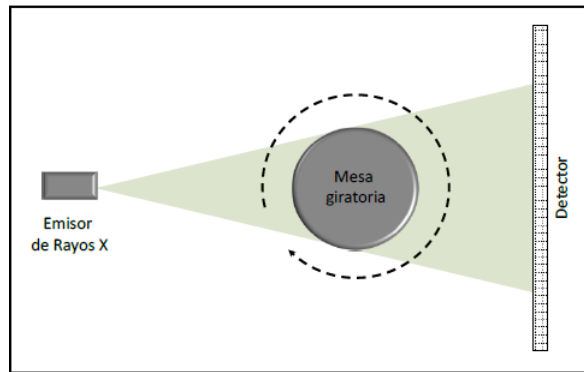 Mesa
giratoria
Emisor
de Rayos X
Detector